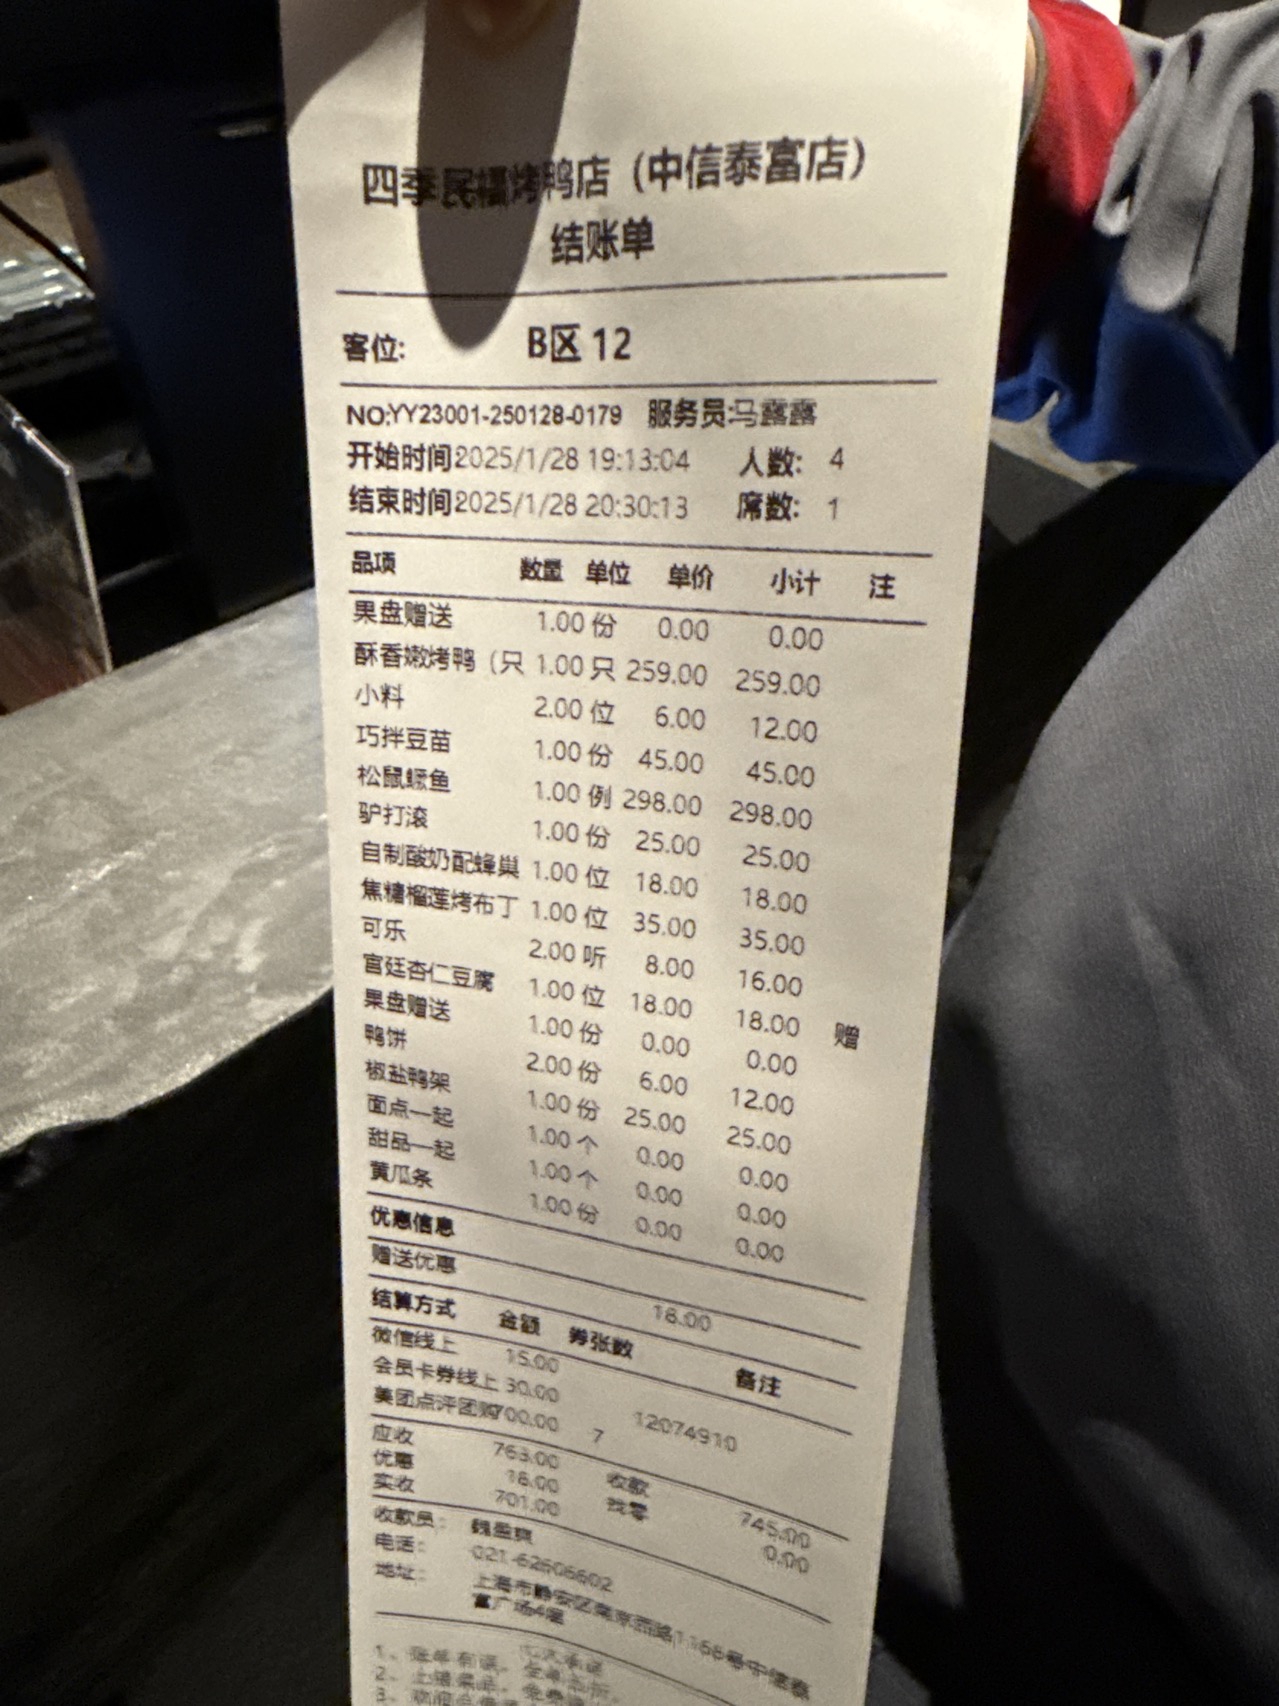 四季民福烤鸭店（中信泰富店）
结账单
客位: B区 12
NO:YY23001-250128-0179 服务员:马露露
开始时间2025/1/28 19:13:04 人数: 4
结束时间2025/1/28 20:30:13 席数: 1
品项 数量 单位 单价 小计 注
果盘赠送 1.00 份 0.00 0.00
酥香嫩烤鸭（只 1.00 只 259.00 259.00
小料 2.00 位 6.00 12.00
巧拌豆苗 1.00 份 45.00 45.00
松鼠鳜鱼 1.00 例 298.00 298.00
驴打滚 1.00 份 25.00 25.00
自制酸奶配蜂巢 1.00 位 18.00 18.00
焦糖榴莲烤布丁 1.00 位 35.00 35.00
可乐 2.00 听 8.00 16.00
宫廷杏仁豆腐 1.00 位 18.00 18.00 赠
果盘赠送 1.00 份 0.00 0.00
鸭饼 2.00 份 6.00 12.00
椒盐鸭架 1.00 份 25.00 25.00
面点一起 1.00 个 0.00 0.00
甜品一起 1.00 个 0.00 0.00
黄瓜条 1.00 份 0.00 0.00
优惠信息
赠送优惠 18.00
结算方式 金额 券张数 备注
微信线上 15.00
会员卡券线上 30.00 12074910
美团点评团购700.00 7
应收 763.00 收款 745.00
优惠 18.00 找零 0.00
实收 701.00
收款员:
电话: 021-62606602
地址: 上海市静安区南京西路1168号中信泰
富广场4层